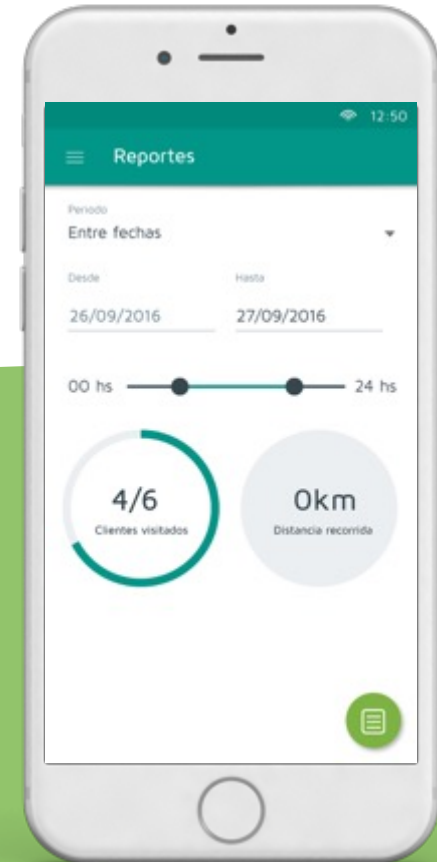 12:50
Reportes
Periodo
Entre fechas
Desde Hasta
26/09/2016 27/09/2016
00 hs 24 hs
4/6 0km
Clientes visitados Distancia recorrida